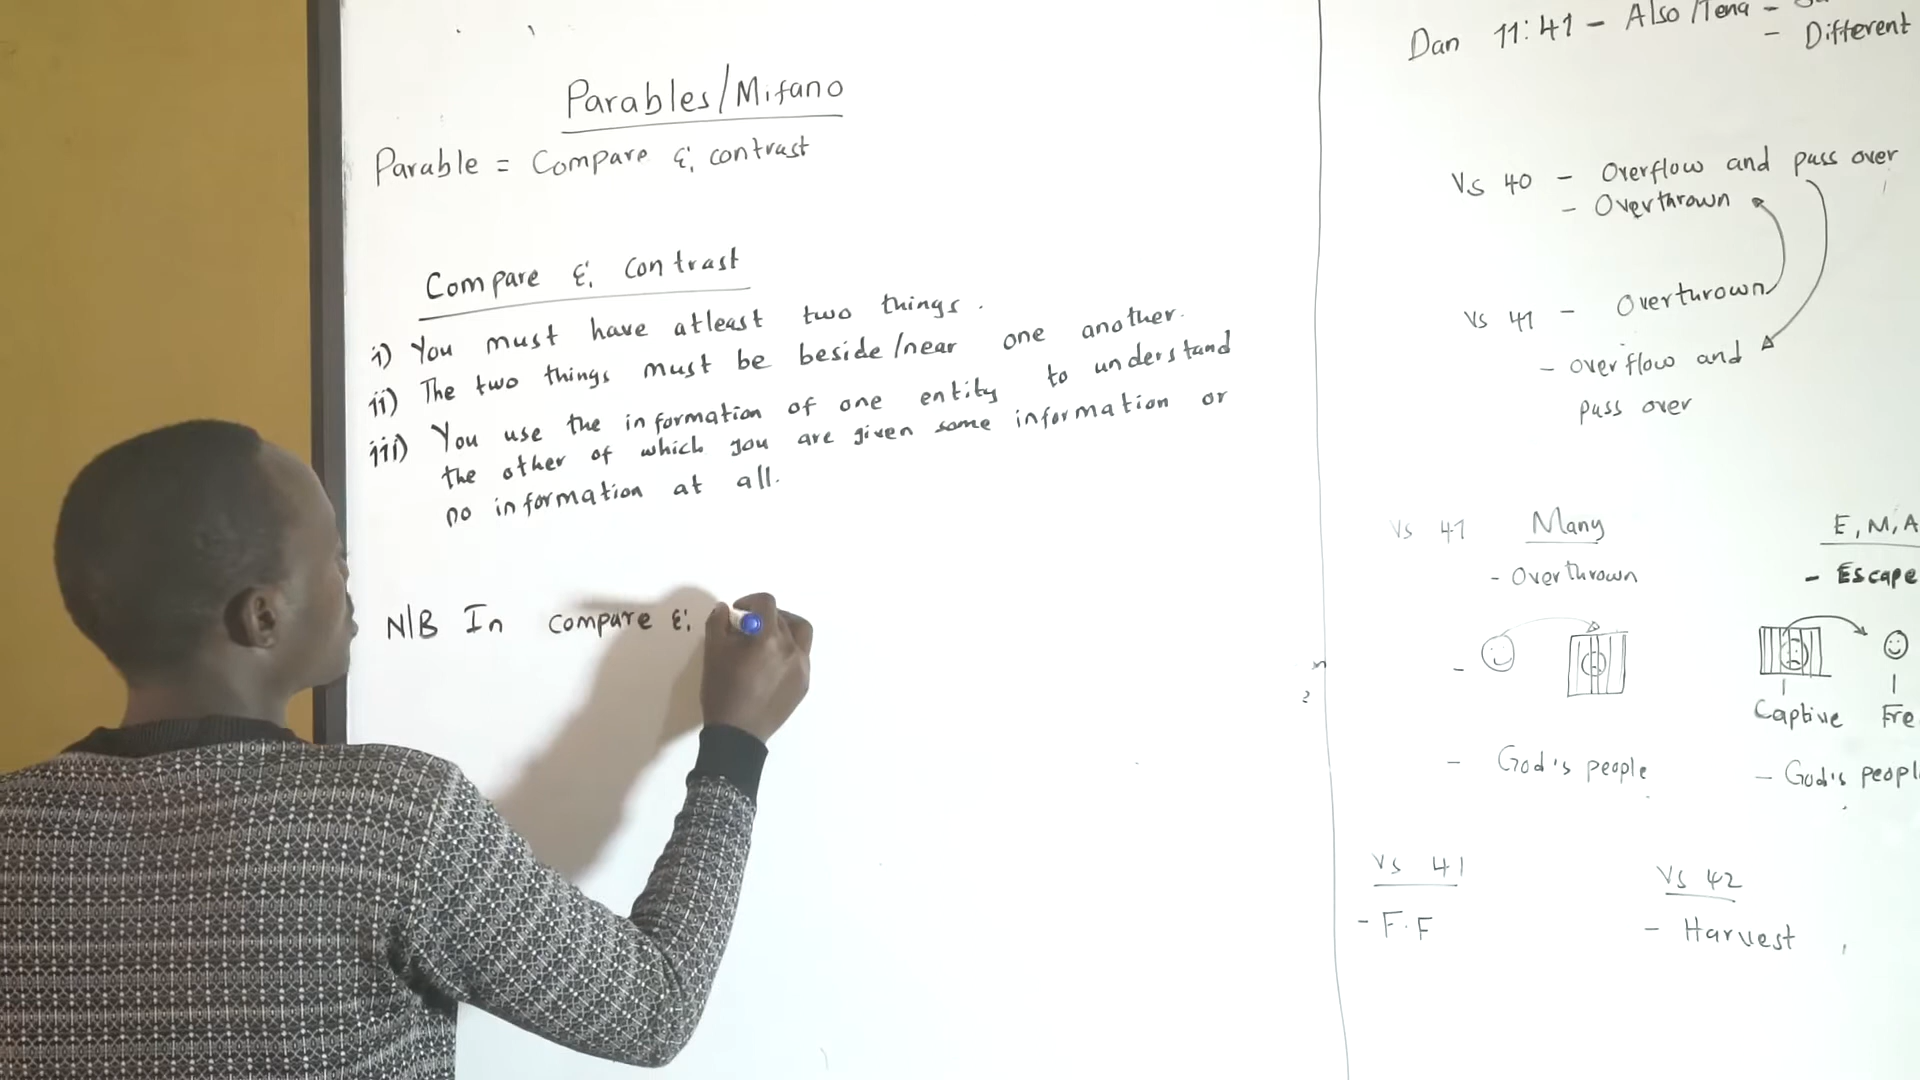 Parables/Mifano
Parable = Compare & contrast
Compare & contrast
i) You must have atleast two things.
ii) The two things must be beside/near one another.
iii) You use the information of one entity to understand
the other of which you are given some information or
no information at all.
N/B In compare &
Dan 11:41 - Also/Tena -
- Different
Vs 40 - Overflow and pass over
- Overthrown
Vs 41 - Overthrown
- overflow and
pass over
Vs 41 Many
- Overthrown
-
- God's people
E, M, A
- Escape
Captive Fre
- God's peopl
Vs 41
- F.F
Vs 42
- Harvest